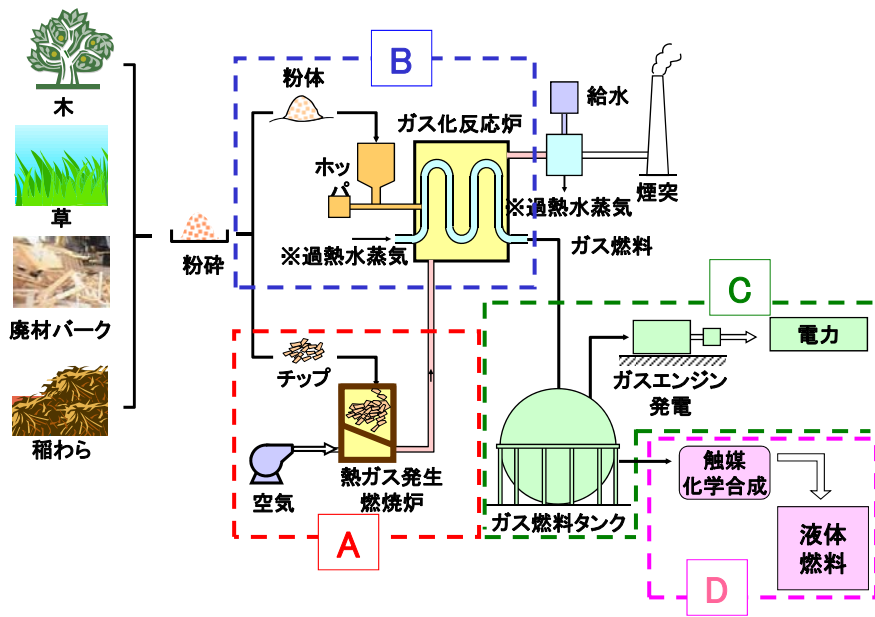 木
草
廃材バーク
稲わら
粉砕
B
粉体
ガス化反応炉
ホッ
パ
※過熱水蒸気
給水
※過熱水蒸気
煙突
ガス燃料
A
チップ
空気
熱ガス発生
燃焼炉
C
ガスエンジン
発電
電力
ガス燃料タンク
D
触媒
化学合成
液体
燃料